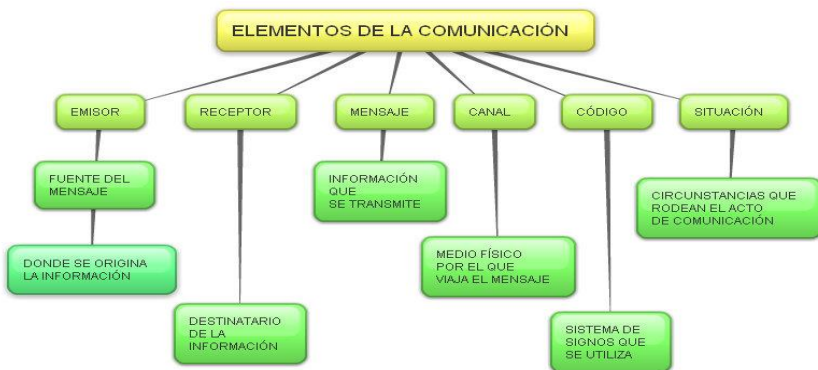 ELEMENTOS DE LA COMUNICACIÓN
EMISOR
RECEPTOR
MENSAJE
CANAL
CÓDIGO
SITUACIÓN
FUENTE DEL
MENSAJE
INFORMACIÓN
QUE
SE TRANSMITE
CIRCUNSTANCIAS QUE
RODEAN EL ACTO
DE COMUNICACIÓN
DONDE SE ORIGINA
LA INFORMACIÓN
MEDIO FÍSICO
POR EL QUE
VIAJA EL MENSAJE
DESTINATARIO
DE LA
INFORMACIÓN
SISTEMA DE
SIGNOS QUE
SE UTILIZA